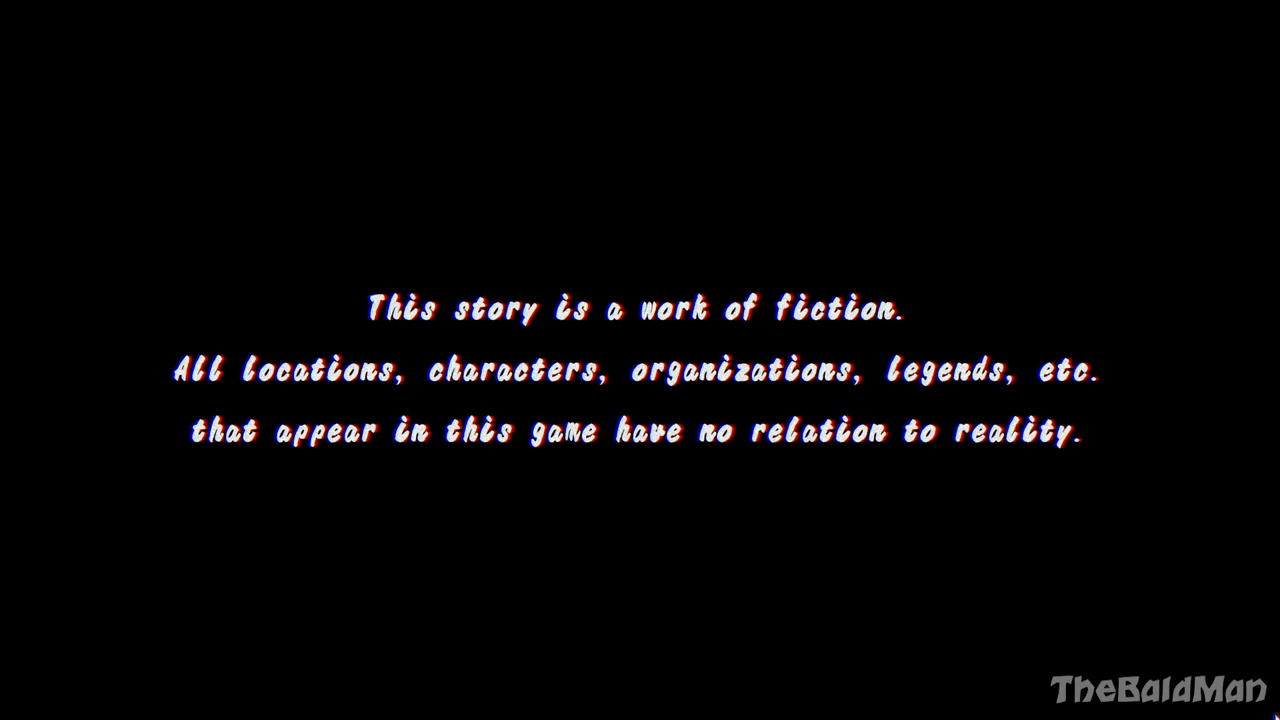 This story is a work of fiction.
All locations, characters, organizations, legends, etc.
that appear in this game have no relation to reality.
TheBaldMan